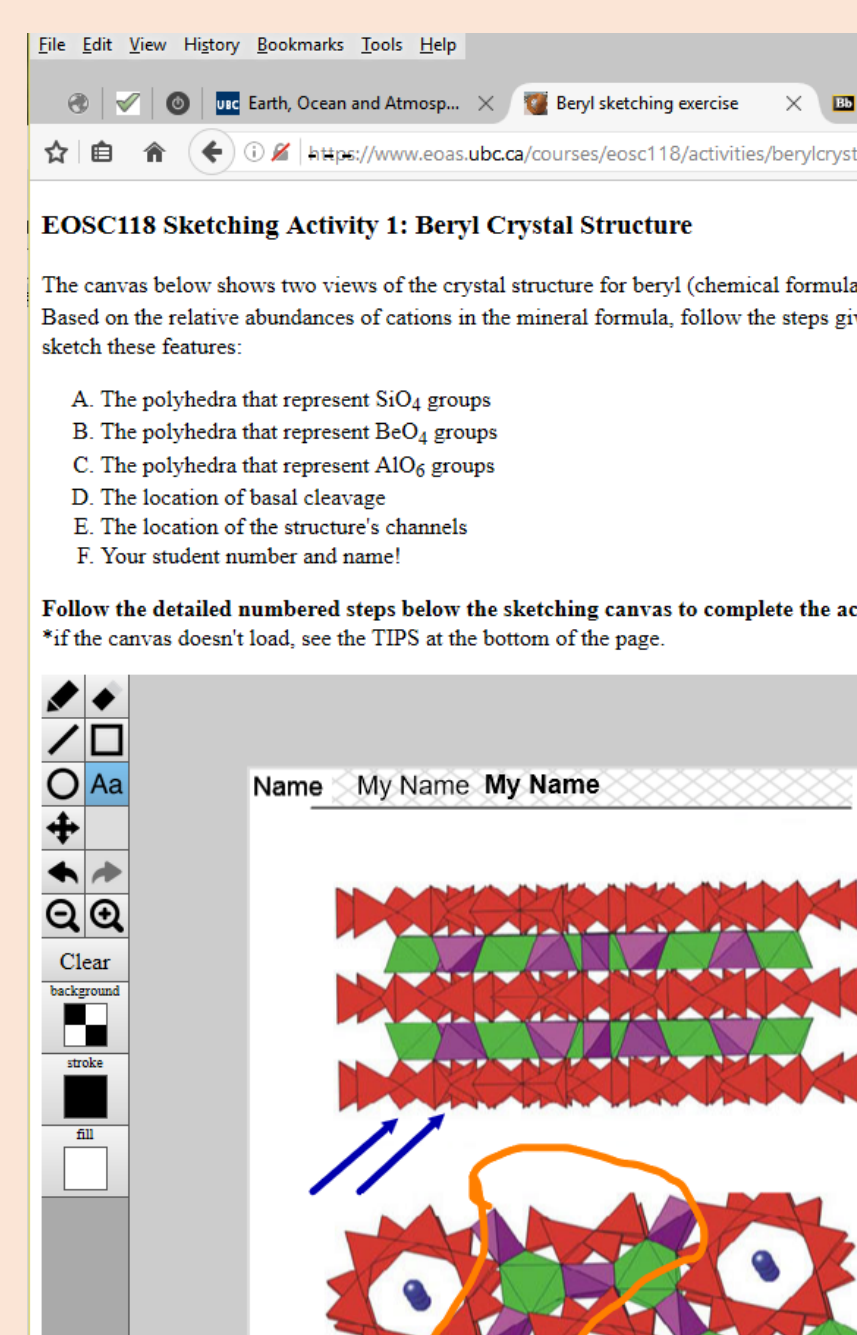 File Edit View History Bookmarks Tools Help
UBC Earth, Ocean and Atmosp... Beryl sketching exercise Bb
https://www.eoas.ubc.ca/courses/eosc118/activities/berylcryst
EOSC118 Sketching Activity 1: Beryl Crystal Structure
The canvas below shows two views of the crystal structure for beryl (chemical formula
Based on the relative abundances of cations in the mineral formula, follow the steps
sketch these features:
A. The polyhedra that represent SiO4 groups
B. The polyhedra that represent BeO4 groups
C. The polyhedra that represent AlO6 groups
D. The location of basal cleavage
E. The location of the structure's channels
F. Your student number and name!
Follow the detailed numbered steps below the sketching canvas to complete the
*if the canvas doesn't load, see the TIPS at the bottom of the page.
Aa
Name My Name My Name
Clear
background
stroke
fill